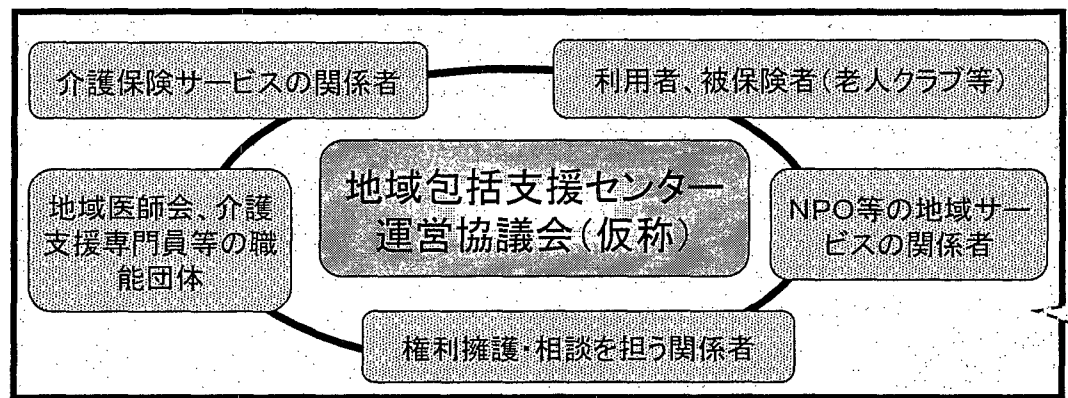 介護保険サービスの関係者
利用者、被保険者(老人クラブ等)
地域包括支援センター
運営協議会(仮称)
地域医師会、介護
支援専門員等の職
能団体
NPO等の地域サー
ビスの関係者
権利擁護・相談を担う関係者